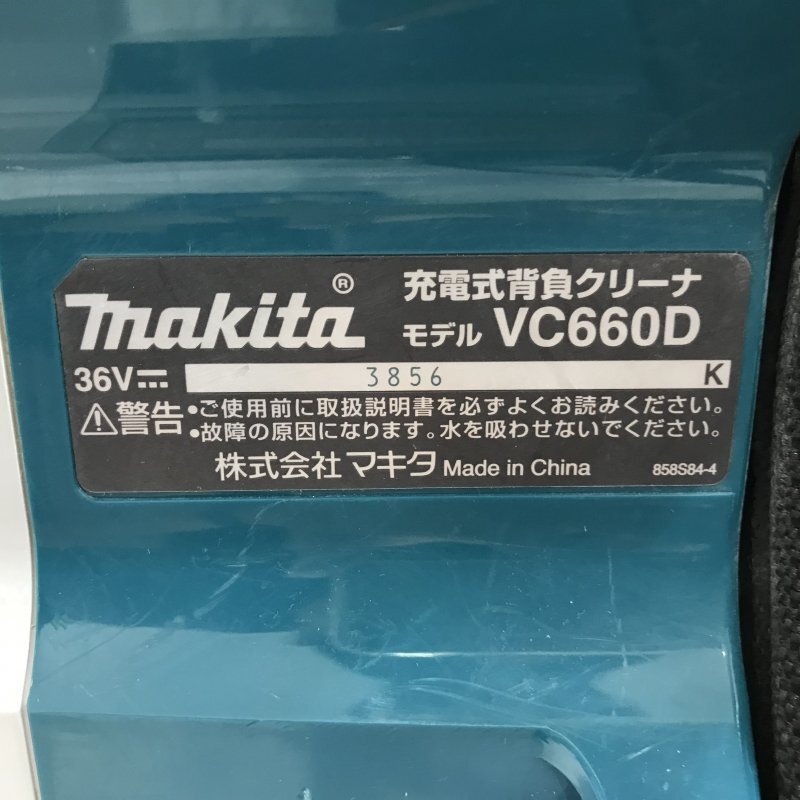 makita®
充電式背負クリーナ
モデル VC660D
36V⎓ 3856 K
⚠警告 •ご使用前に取扱説明書を必ずよくお読みください。
•故障の原因になります。水を吸わせないでください。
株式会社マキタ Made in China 858S84-4